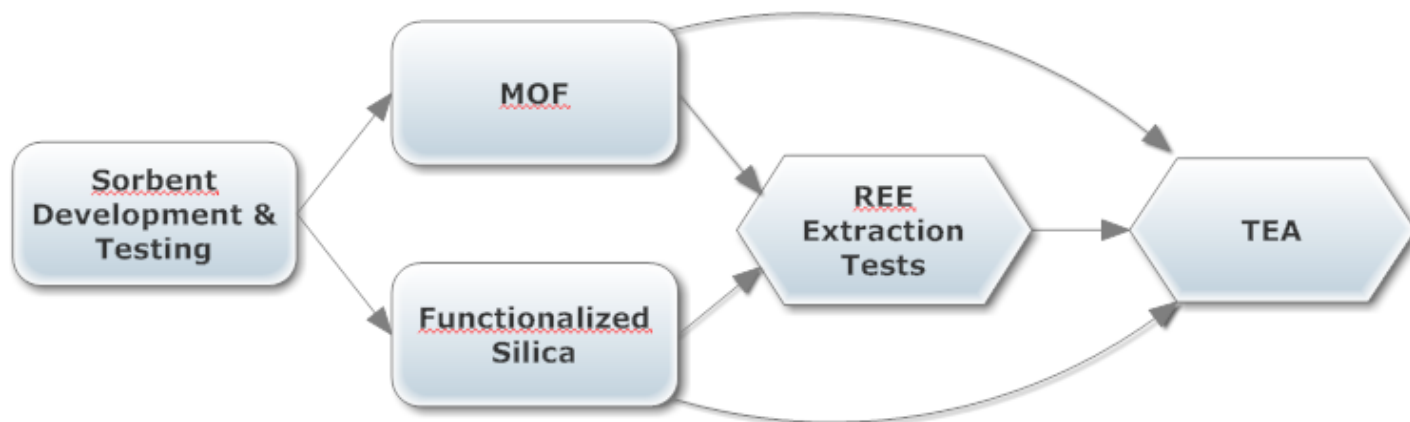 MOF
Sorbent
Development &
Testing
REE
Extraction
Tests
TEA
Functionalized
Silica